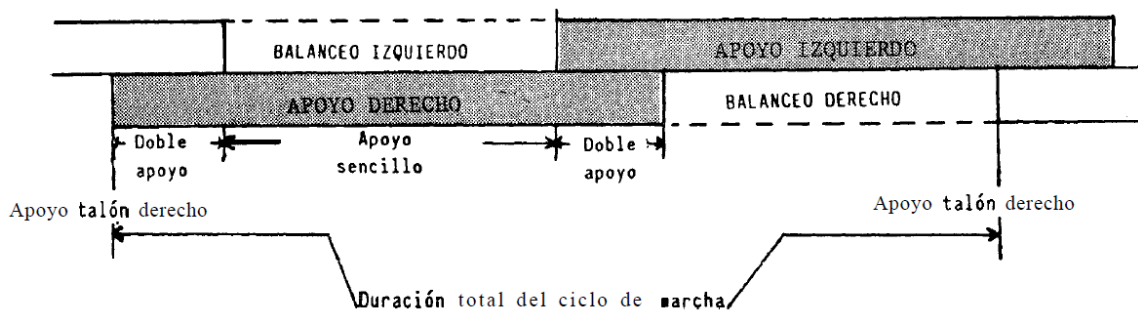 BALANCEO IZQUIERDO
APOYO IZQUIERDO
APOYO DERECHO
BALANCEO DERECHO
Doble apoyo
Apoyo sencillo
Doble apoyo
Apoyo talón derecho
Apoyo talón derecho
Duración total del ciclo de marcha